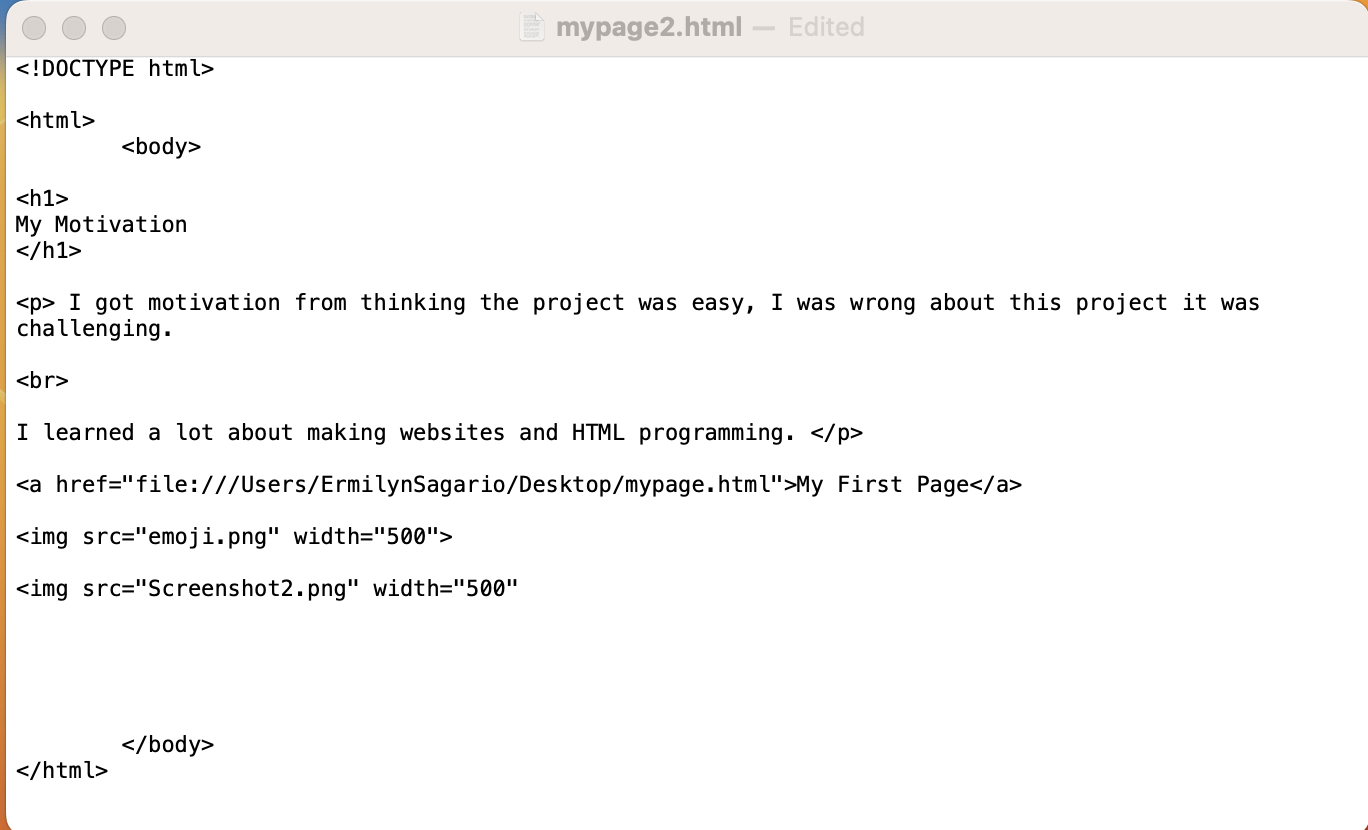 mypage2.html — Edited
<!DOCTYPE html>
<html>
<body>
<h1>
My Motivation
</h1>
<p> I got motivation from thinking the project was easy, I was wrong about this project it was
challenging.
<br>
I learned a lot about making websites and HTML programming. </p>
<a href="file:///Users/ErmilynSagario/Desktop/mypage.html">My First Page</a>
<img src="emoji.png" width="500">
<img src="Screenshot2.png" width="500"
</body>
</html>